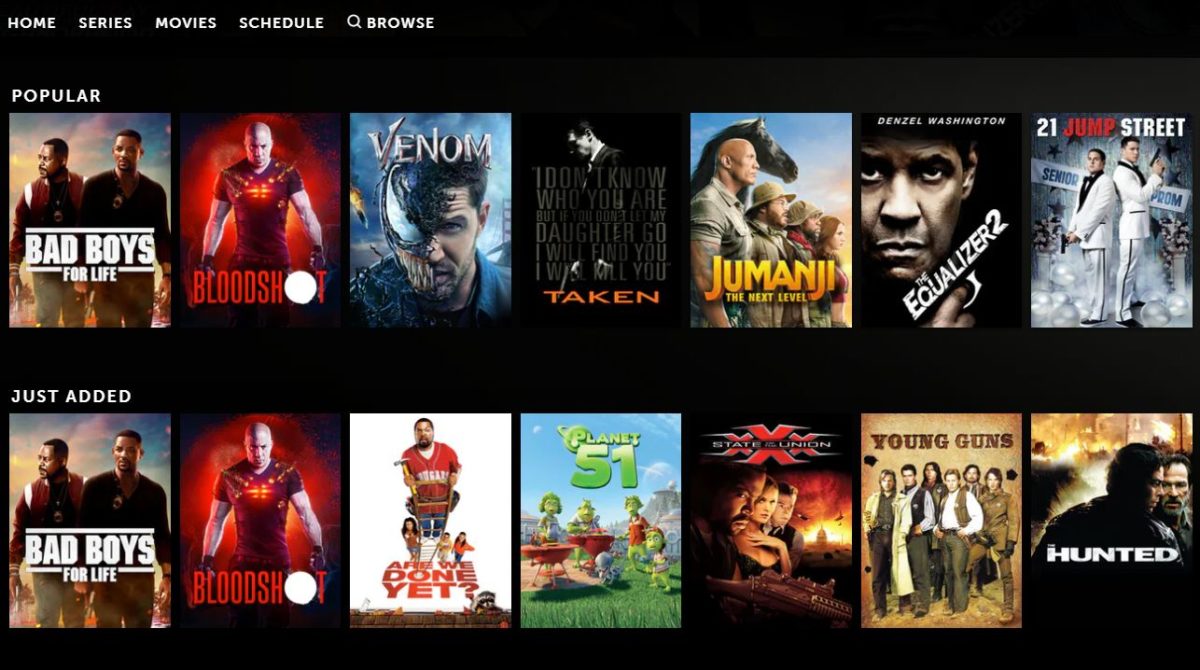 HOME SERIES MOVIES SCHEDULE BROWSE
POPULAR
BAD BOYS
FOR LIFE
BLOODSH T
VENOM
"I DON'T KNOW
WHO YOU ARE
BUT IF YOU DON'T LET MY
DAUGHTER GO
I WILL FIND YOU
I WILL KILL YOU"
TAKEN
JUMANJI
THE NEXT LEVEL
DENZEL WASHINGTON
THE
EQUALIZER 2
21 JUMP STREET
SENIOR
PROM
JUST ADDED
BAD BOYS
FOR LIFE
BLOODSH T
ARE WE
DONE
YET?
PLANET
51
XXX
STATE OF THE UNION
YOUNG GUNS
THE
HUNTED